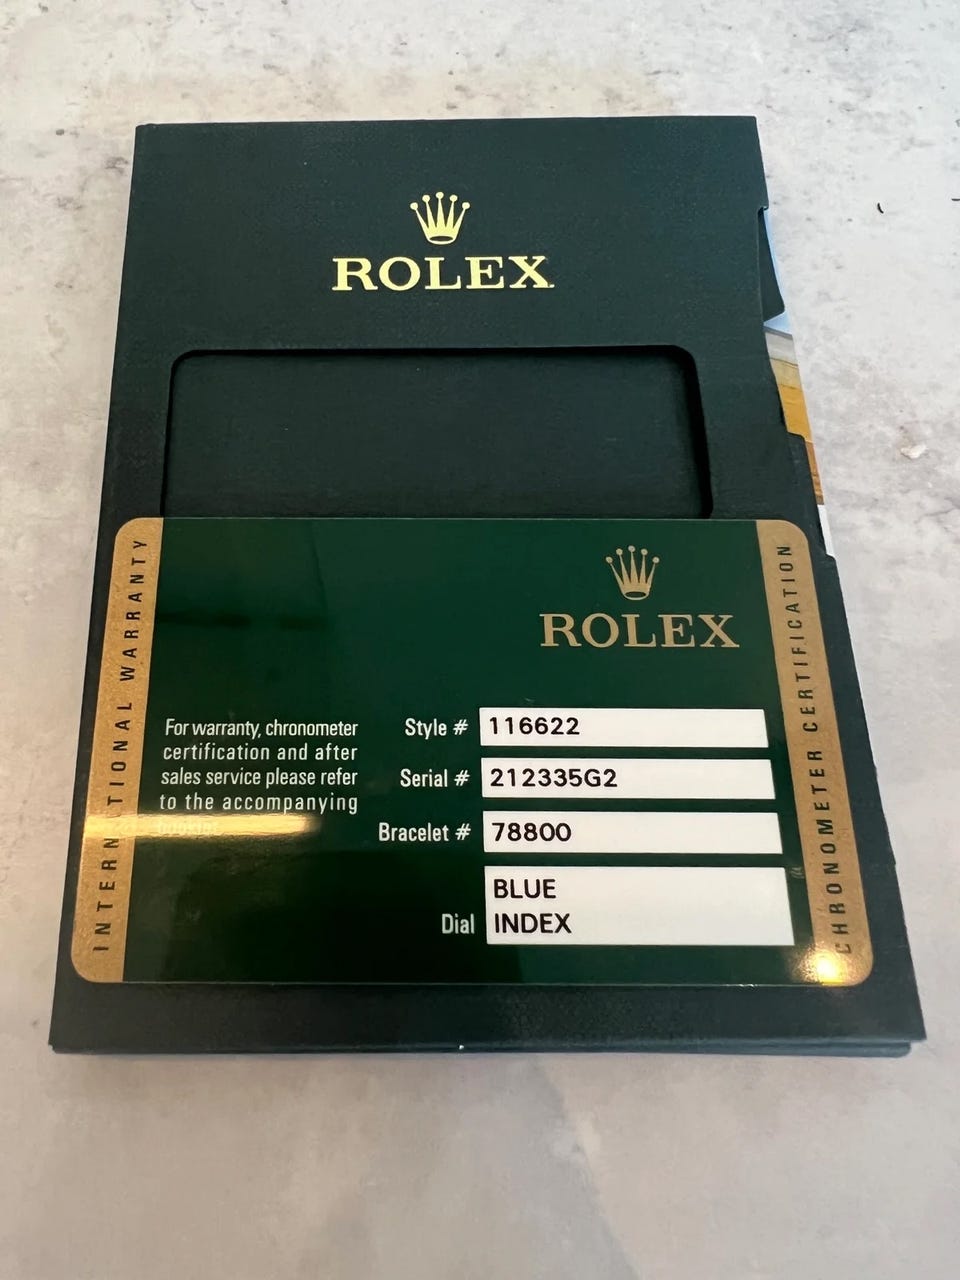 ROLEX
INTERNATIONAL WARRANTY
ROLEX
For warranty, chronometer
certification and after
sales service please refer
to the accompanying
booklet
Style # 116622
Serial # 212335G2
Bracelet # 78800
Dial BLUE
INDEX
CHRONOMETER CERTIFICATION